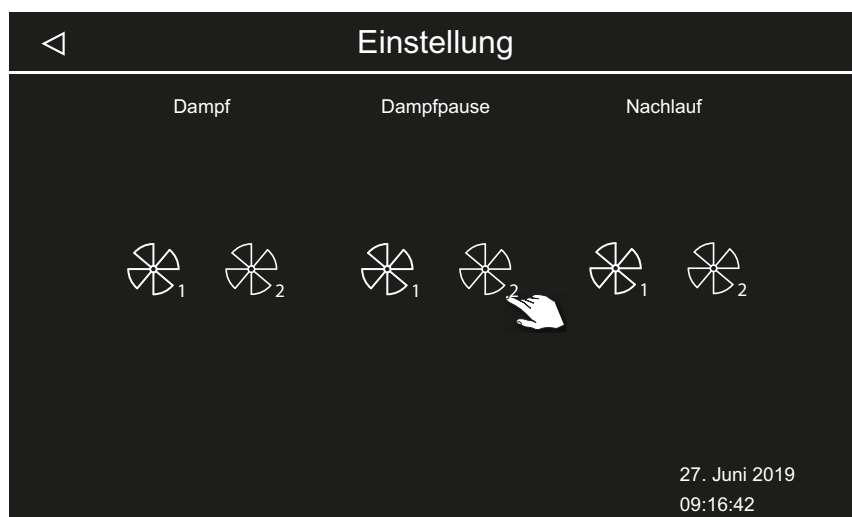 Einstellung
Dampf Dampfpause Nachlauf
1 2 1 2 1 2
27. Juni 2019
09:16:42